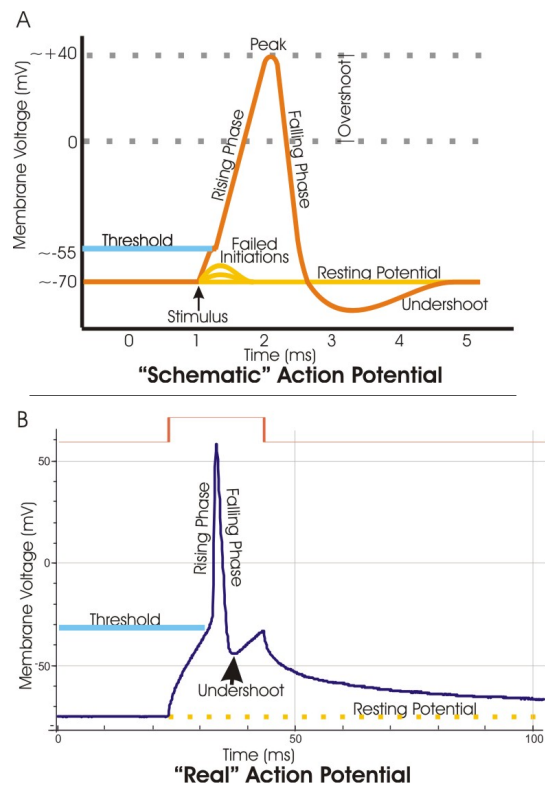 A
~+40
Peak
Overshoot
Membrane Voltage (mV)
0
Rising Phase
Falling Phase
Threshold
Failed
Initiations
~-55
~-70
Resting Potential
Stimulus
Undershoot
0 1 2 3 4 5
Time (ms)
“Schematic” Action Potential
B
50
Membrane Voltage (mV)
Rising Phase
Falling Phase
0
Threshold
-50
Undershoot
Resting Potential
0 50 100
Time (ms)
“Real” Action Potential